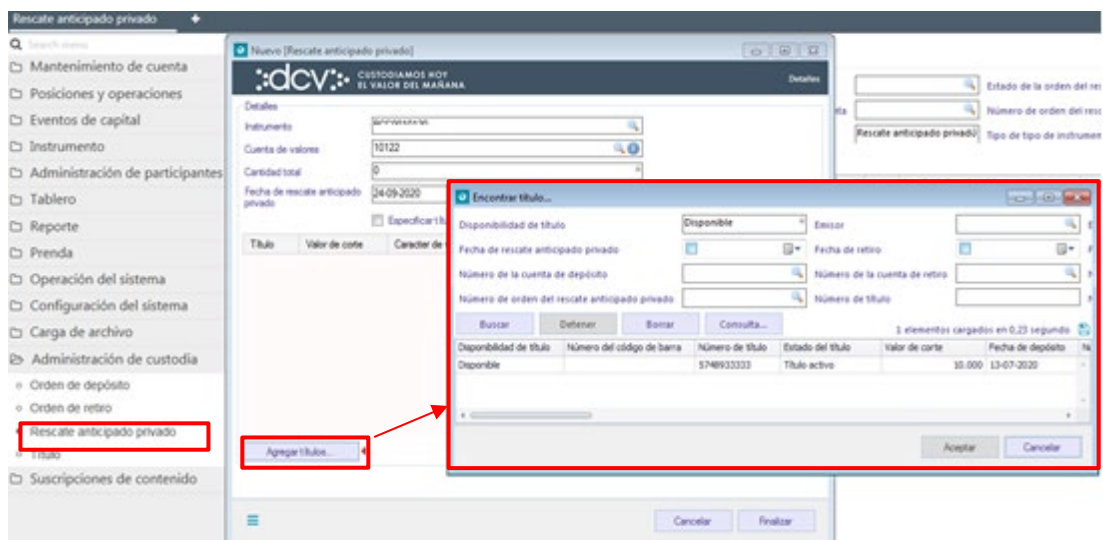 Rescate anticipado privado +
Search menu
Mantenimiento de cuenta
Posiciones y operaciones
Eventos de capital
Instrumento
Administración de participantes
Tablero
Reporte
Prenda
Operación del sistema
Configuración del sistema
Carga de archivo
Administración de custodia
Orden de depósito
Orden de retiro
Rescate anticipado privado
Título
Suscripciones de contenido
Nuevo [Rescate anticipado privado]
dcv CUSTODIAMOS HOY
EL VALOR DEL MAÑANA
Detalles
Detalles
Instrumento
Cuenta de valores 10122
Cantidad total 0
Fecha de rescate anticipado privado 24-09-2020
Especificar
Título Valor de corte Caracter de
Agregar títulos...
Cancelar Finalizar
Estado de la orden del
Número de orden del
Rescate anticipado privado Tipo de tipo de
Encontrar título...
Disponibilidad de título Disponible Emisor
Fecha de rescate anticipado privado Fecha de retiro
Número de la cuenta de depósito Número de la cuenta de retiro
Número de orden del rescate anticipado privado Número de título
Buscar Detener Borrar Consulta...
1 elementos cargados en 0,23 segundo
Disponibilidad de título Número del código de barra Número de título Estado del título Valor de corte Fecha de depósito
Disponible 5748933333 Título activo 10.000 13-07-2020
Aceptar Cancelar